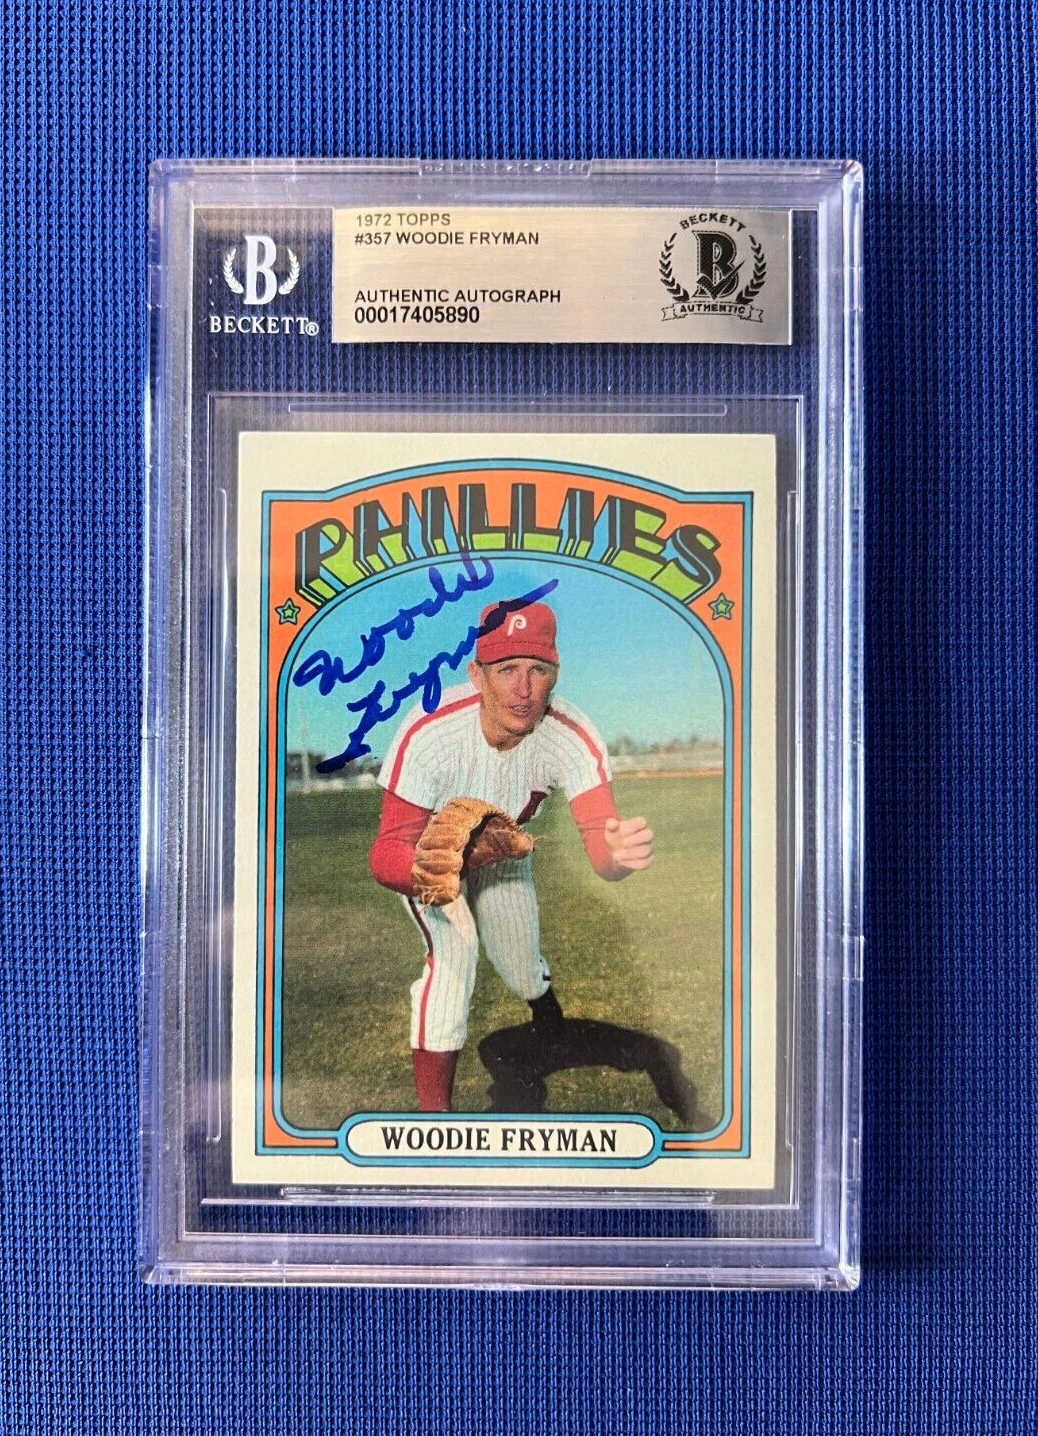 1972 TOPPS
#357 WOODIE FRYMAN
AUTHENTIC AUTOGRAPH
00017405890
B
BECKETT®
BECKETT
B
AUTHENTIC
PHILLIES
Woodie
Fryman
P
WOODIE FRYMAN